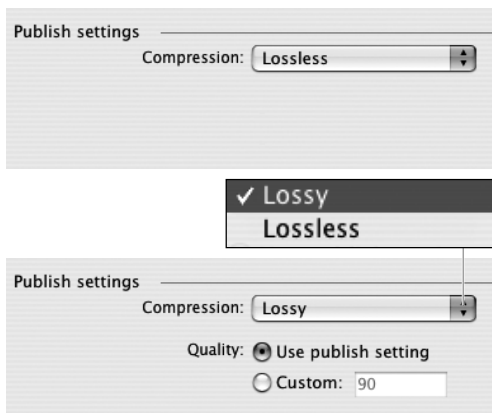 Publish settings
Compression: Lossless
✓ Lossy
Lossless
Publish settings
Compression: Lossy
Quality: Use publish setting
Custom: 90